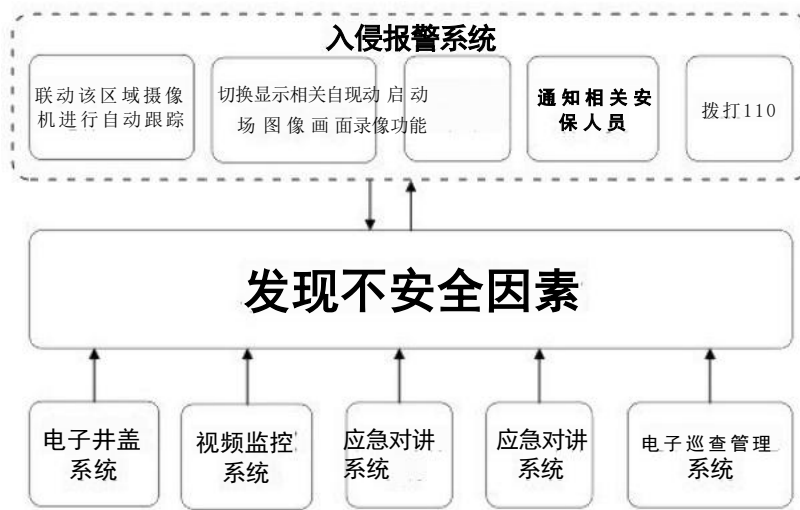 入侵报警系统
联动该区域摄像
机进行自动跟踪
切换显示相关自现动 启 动
场 图 像 画 面录像功能
通知相关安
保人员
拨打110
发现不安全因素
电子井盖
系统
视频监控
系统
应急对讲
系统
应急对讲
系统
电子巡查管理
系统